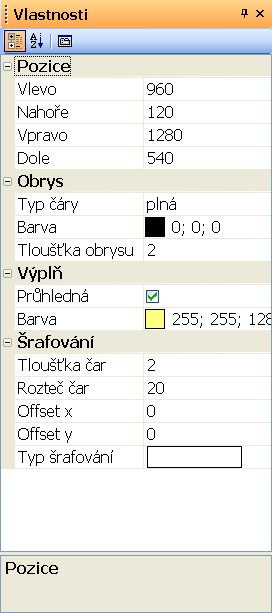 Vlastnosti
Pozice
Vlevo 960
Nahoře 120
Vpravo 1280
Dole 540
Obrys
Typ čáry plná
Barva 0; 0; 0
Tloušťka obrysu 2
Výplň
Průhledná
Barva 255; 255; 128
Šrafování
Tloušťka čar 2
Rozteč čar 20
Offset x 0
Offset y 0
Typ šrafování
Pozice